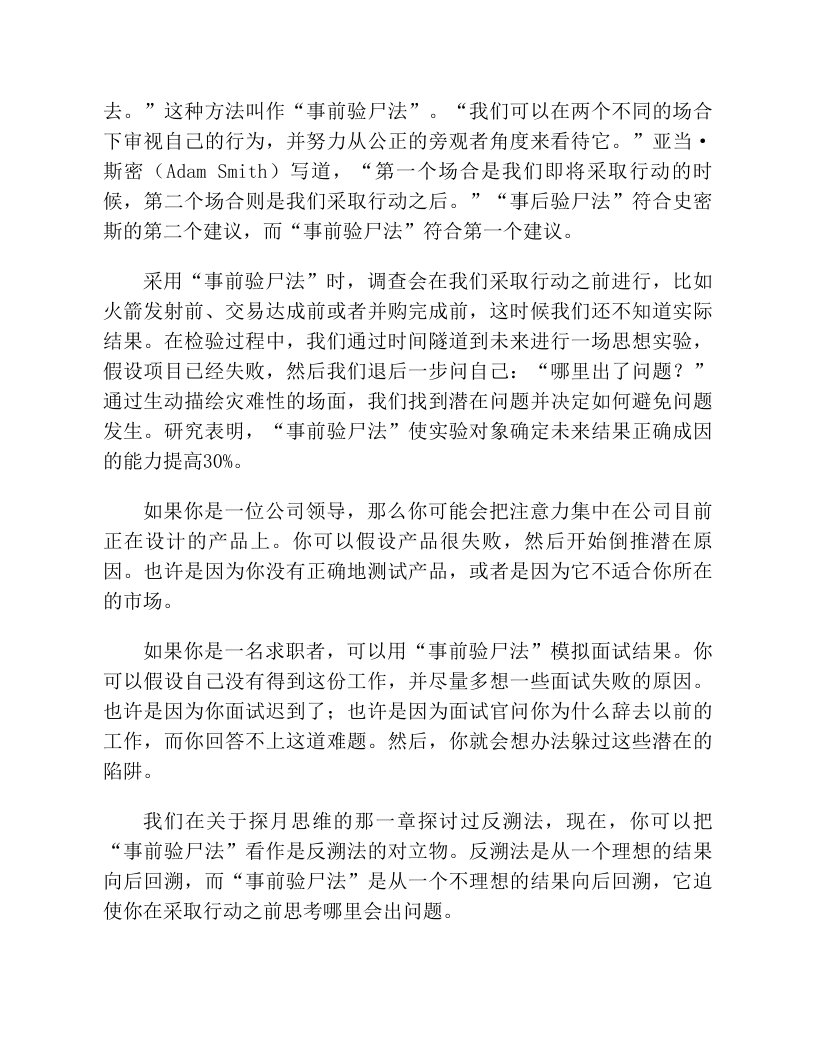 去。”这种方法叫作“事前验尸法”。“我们可以在两个不同的场合
下审视自己的行为，并努力从公正的旁观者角度来看待它。”亚当·
斯密（Adam Smith）写道，“第一个场合是我们即将采取行动的时
候，第二个场合则是我们采取行动之后。”“事后验尸法”符合史密
斯的第二个建议，而“事前验尸法”符合第一个建议。
采用“事前验尸法”时，调查会在我们采取行动之前进行，比如
火箭发射前、交易达成前或者并购完成前，这时候我们还不知道实际
结果。在检验过程中，我们通过时间隧道到未来进行一场思想实验，
假设项目已经失败，然后我们退后一步问自己：“哪里出了问题？”
通过生动描绘灾难性的场面，我们找到潜在问题并决定如何避免问题
发生。研究表明，“事前验尸法”使实验对象确定未来结果正确成因
的能力提高30%。
如果你是一位公司领导，那么你可能会把注意力集中在公司目前
正在设计的产品上。你可以假设产品很失败，然后开始倒推潜在原
因。也许是因为你没有正确地测试产品，或者是因为它不适合你所在
的市场。
如果你是一名求职者，可以用“事前验尸法”模拟面试结果。你
可以假设自己没有得到这份工作，并尽量多想一些面试失败的原因。
也许是因为你面试迟到了；也许是因为面试官问你为什么辞去以前的
工作，而你回答不上这道难题。然后，你就会想办法躲过这些潜在的
陷阱。
我们在关于探月思维的那一章探讨过反溯法，现在，你可以把
“事前验尸法”看作是反溯法的对立物。反溯法是从一个理想的结果
向后回溯，而“事前验尸法”是从一个不理想的结果向后回溯，它迫
使你在采取行动之前思考哪里会出问题。